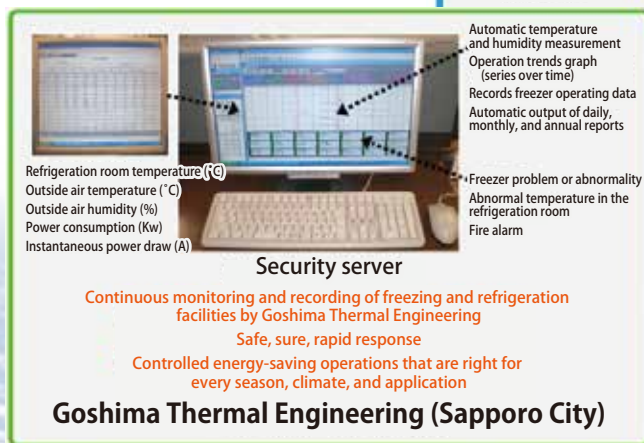 Automatic temperature
and humidity measurement
Operation trends graph
(series over time)
Records freezer operating data
Automatic output of daily,
monthly, and annual reports
Refrigeration room temperature (˚C)
Outside air temperature (˚C)
Outside air humidity (%)
Power consumption (Kw)
Instantaneous power draw (A)
Freezer problem or abnormality
Abnormal temperature in the
refrigeration room
Fire alarm
Security server
Continuous monitoring and recording of freezing and refrigeration
facilities by Goshima Thermal Engineering
Safe, sure, rapid response
Controlled energy-saving operations that are right for
every season, climate, and application
Goshima Thermal Engineering (Sapporo City)